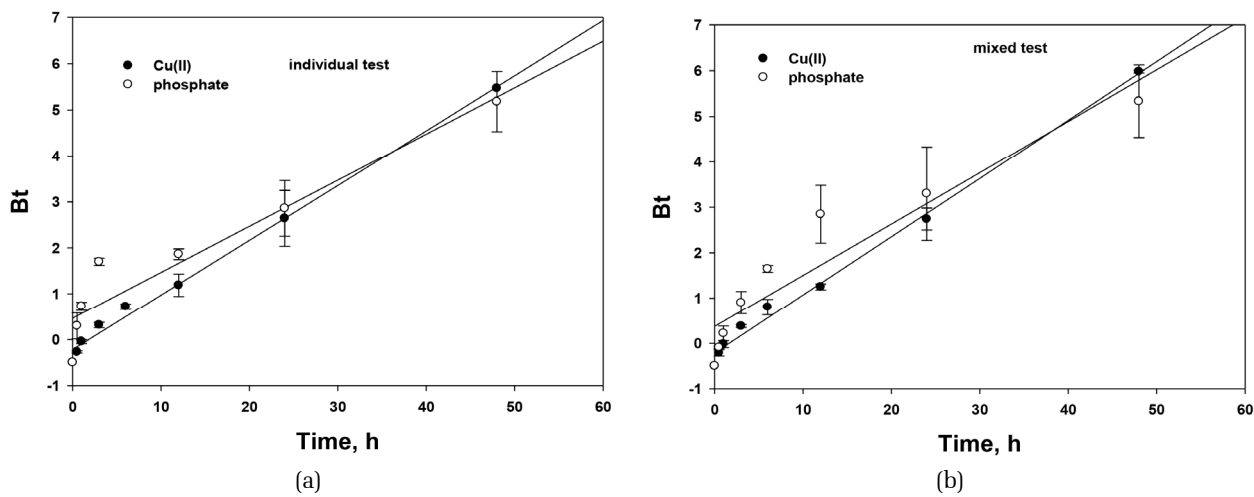 7
6
5
4
3
2
1
0
-1
Bt
Cu(II)
phosphate
individual test
0 10 20 30 40 50 60
Time, h
(a)
7
6
5
4
3
2
1
0
-1
Bt
Cu(II)
phosphate
mixed test
0 10 20 30 40 50 60
Time, h
(b)